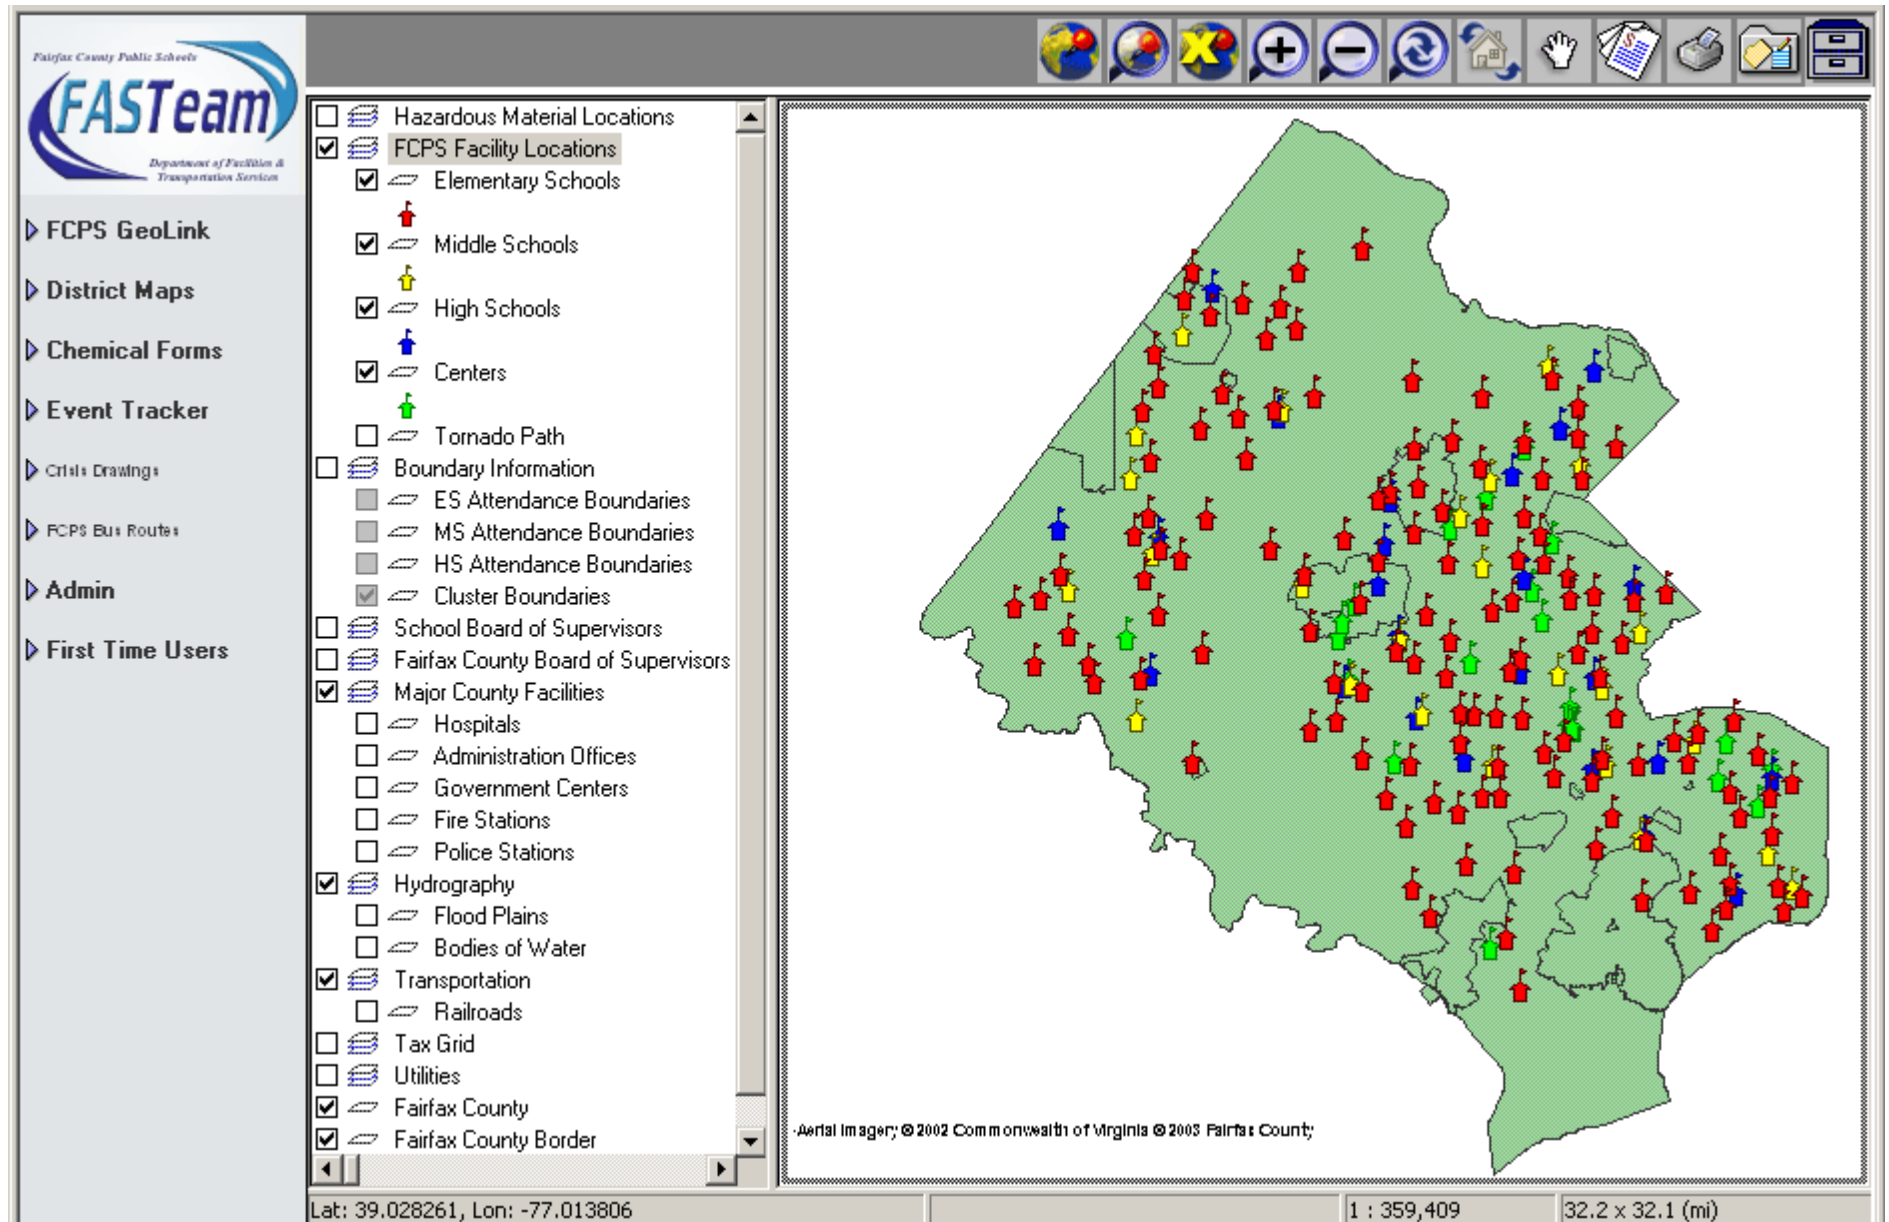 Fairfax County Public Schools
FASTeam
Department of Facilities &
Transportation Services
FCPS GeoLink
District Maps
Chemical Forms
Event Tracker
Crisis Drawings
FCPS Bus Routes
Admin
First Time Users
Hazardous Material Locations
FCPS Facility Locations
Elementary Schools
Middle Schools
High Schools
Centers
Tornado Path
Boundary Information
ES Attendance Boundaries
MS Attendance Boundaries
HS Attendance Boundaries
Cluster Boundaries
School Board of Supervisors
Fairfax County Board of Supervisors
Major County Facilities
Hospitals
Administration Offices
Government Centers
Fire Stations
Police Stations
Hydrography
Flood Plains
Bodies of Water
Transportation
Railroads
Tax Grid
Utilities
Fairfax County
Fairfax County Border
Aerial Imagery © 2002 Commonwealth of Virginia © 2003 Fairfax County
Lat: 39.028261, Lon: -77.013806
1 : 359,409
32.2 x 32.1 (mi)